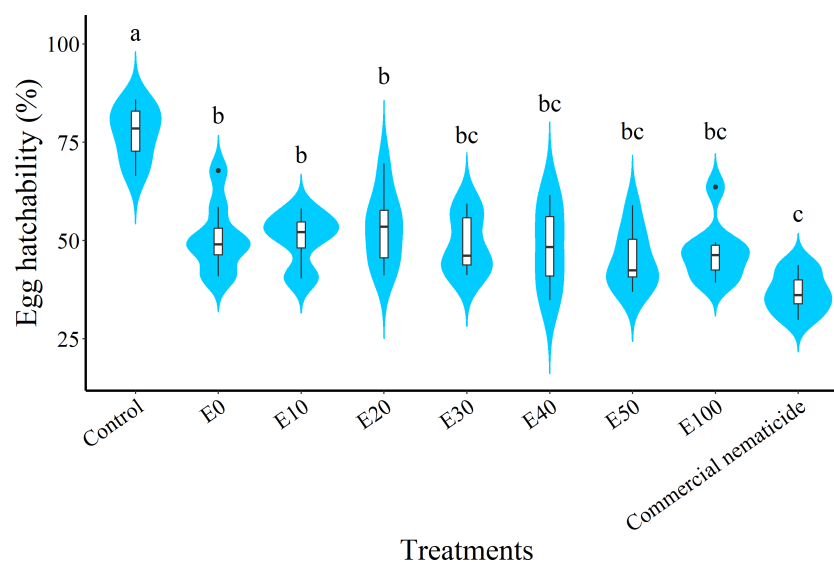 Egg hatchability (%)
100
75
50
25
a
b
b
b
bc
bc
bc
bc
c
Control
E0
E10
E20
E30
E40
E50
E100
Commercial nematicide
Treatments